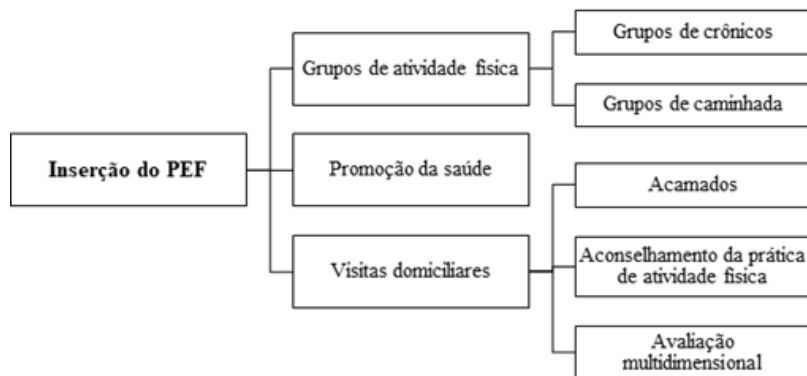 Inserção do PEF
Grupos de atividade física
Promoção da saúde
Visitas domiciliares
Grupos de crônicos
Grupos de caminhada
Acamados
Aconselhamento da prática
de atividade física
Avaliação
multidimensional